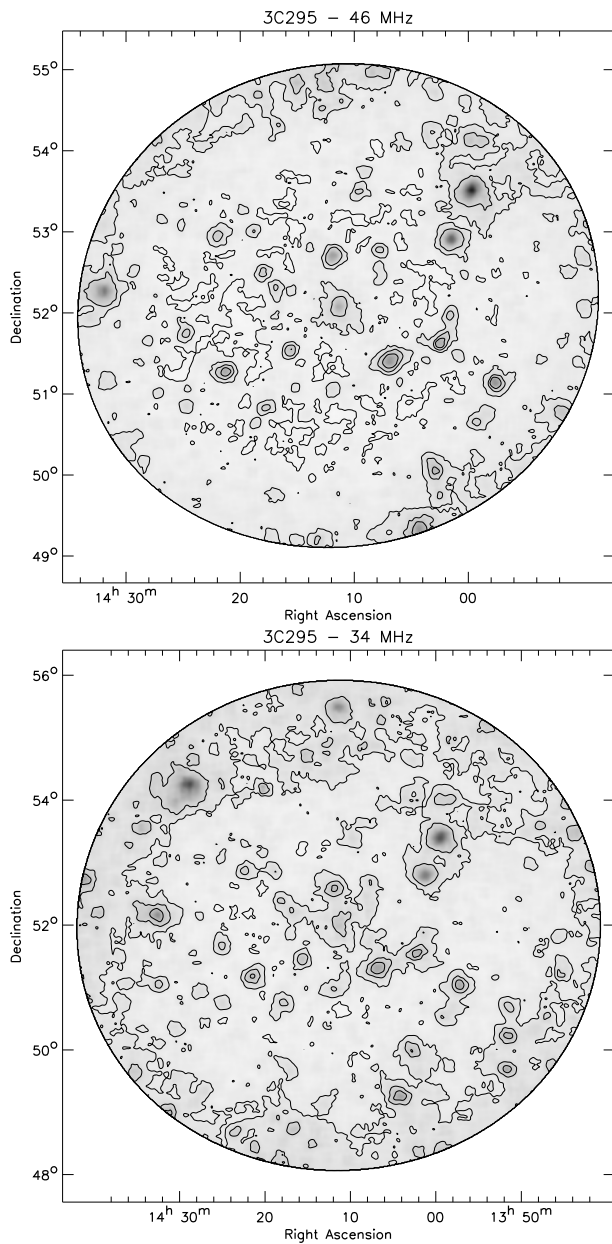 3C295 – 46 MHz
55°
54°
53°
52°
51°
50°
49°
Declination
14h 30m 20 10 00
Right Ascension
3C295 – 34 MHz
56°
54°
52°
50°
48°
Declination
14h 30m 20 10 00 13h 50m
Right Ascension